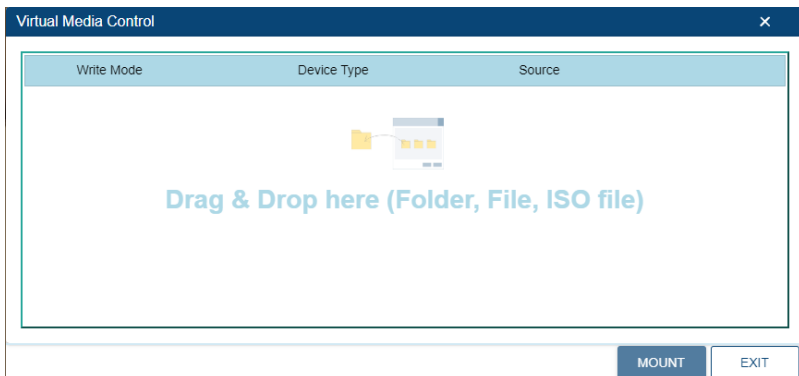 Virtual Media Control
Write Mode Device Type Source
Drag & Drop here (Folder, File, ISO file)
MOUNT EXIT